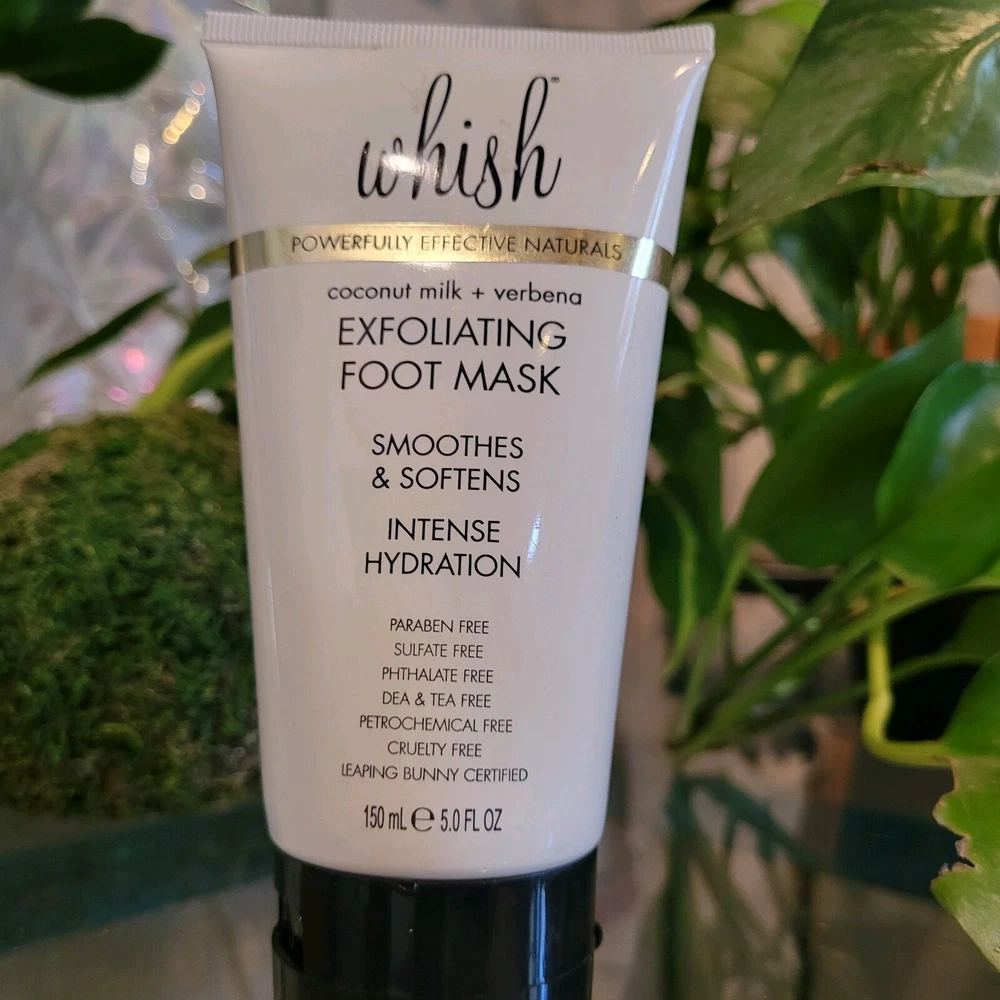 whish™
POWERFULLY EFFECTIVE NATURALS
coconut milk + verbena
EXFOLIATING
FOOT MASK
SMOOTHES
& SOFTENS
INTENSE
HYDRATION
PARABEN FREE
SULFATE FREE
PHTHALATE FREE
DEA & TEA FREE
PETROCHEMICAL FREE
CRUELTY FREE
LEAPING BUNNY CERTIFIED
150 mL ℮ 5.0 FL OZ